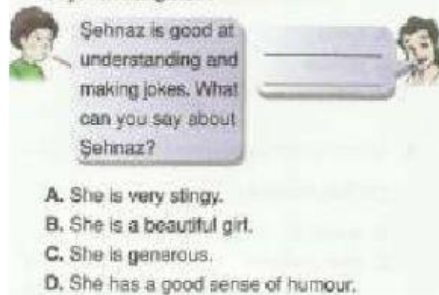 Şehnaz is good at
understanding and
making jokes. What
can you say about
Şehnaz?
A. She is very stingy.
B. She is a beautiful girl.
C. She is generous.
D. She has a good sense of humour.